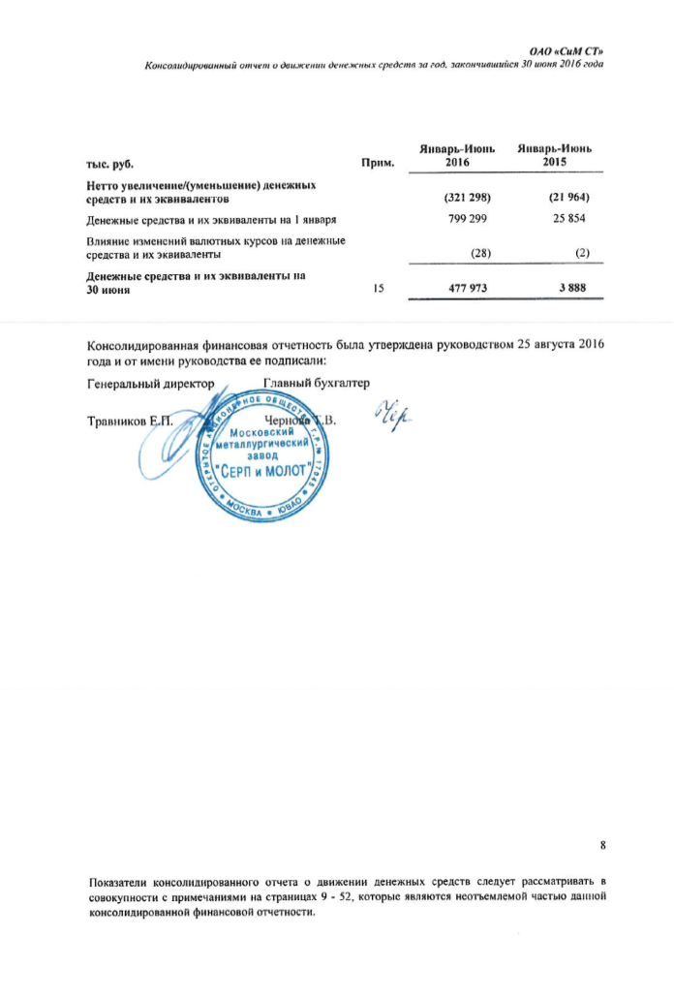 ОАО «СиМ СТ»
Консолидированный отчет о движении денежных средств за год, закончившийся 30 июня 2016 года
тыс. руб. Прим. Январь-Июнь 2016 Январь-Июнь 2015
Нетто увеличение/(уменьшение) денежных
средств и их эквивалентов (321 298) (21 964)
Денежные средства и их эквиваленты на 1 января 799 299 25 854
Влияние изменений валютных курсов на денежные
средства и их эквиваленты (28) (2)
Денежные средства и их эквиваленты на
30 июня 15 477 973 3 888
Консолидированная финансовая отчетность была утверждена руководством 25 августа 2016
года и от имени руководства ее подписали:
Генеральный директор Главный бухгалтер
Травников Е.П. Чернова Т.В. Чер
ОТКРЫТОЕ АКЦИОНЕРНОЕ ОБЩЕСТВО Г.Р.№ 17045
Московский
металлургический
завод
"СЕРП и МОЛОТ"
МОСКВА * ЮВАО
8
Показатели консолидированного отчета о движении денежных средств следует рассматривать в
совокупности с примечаниями на страницах 9 - 52, которые являются неотъемлемой частью данной
консолидированной финансовой отчетности.